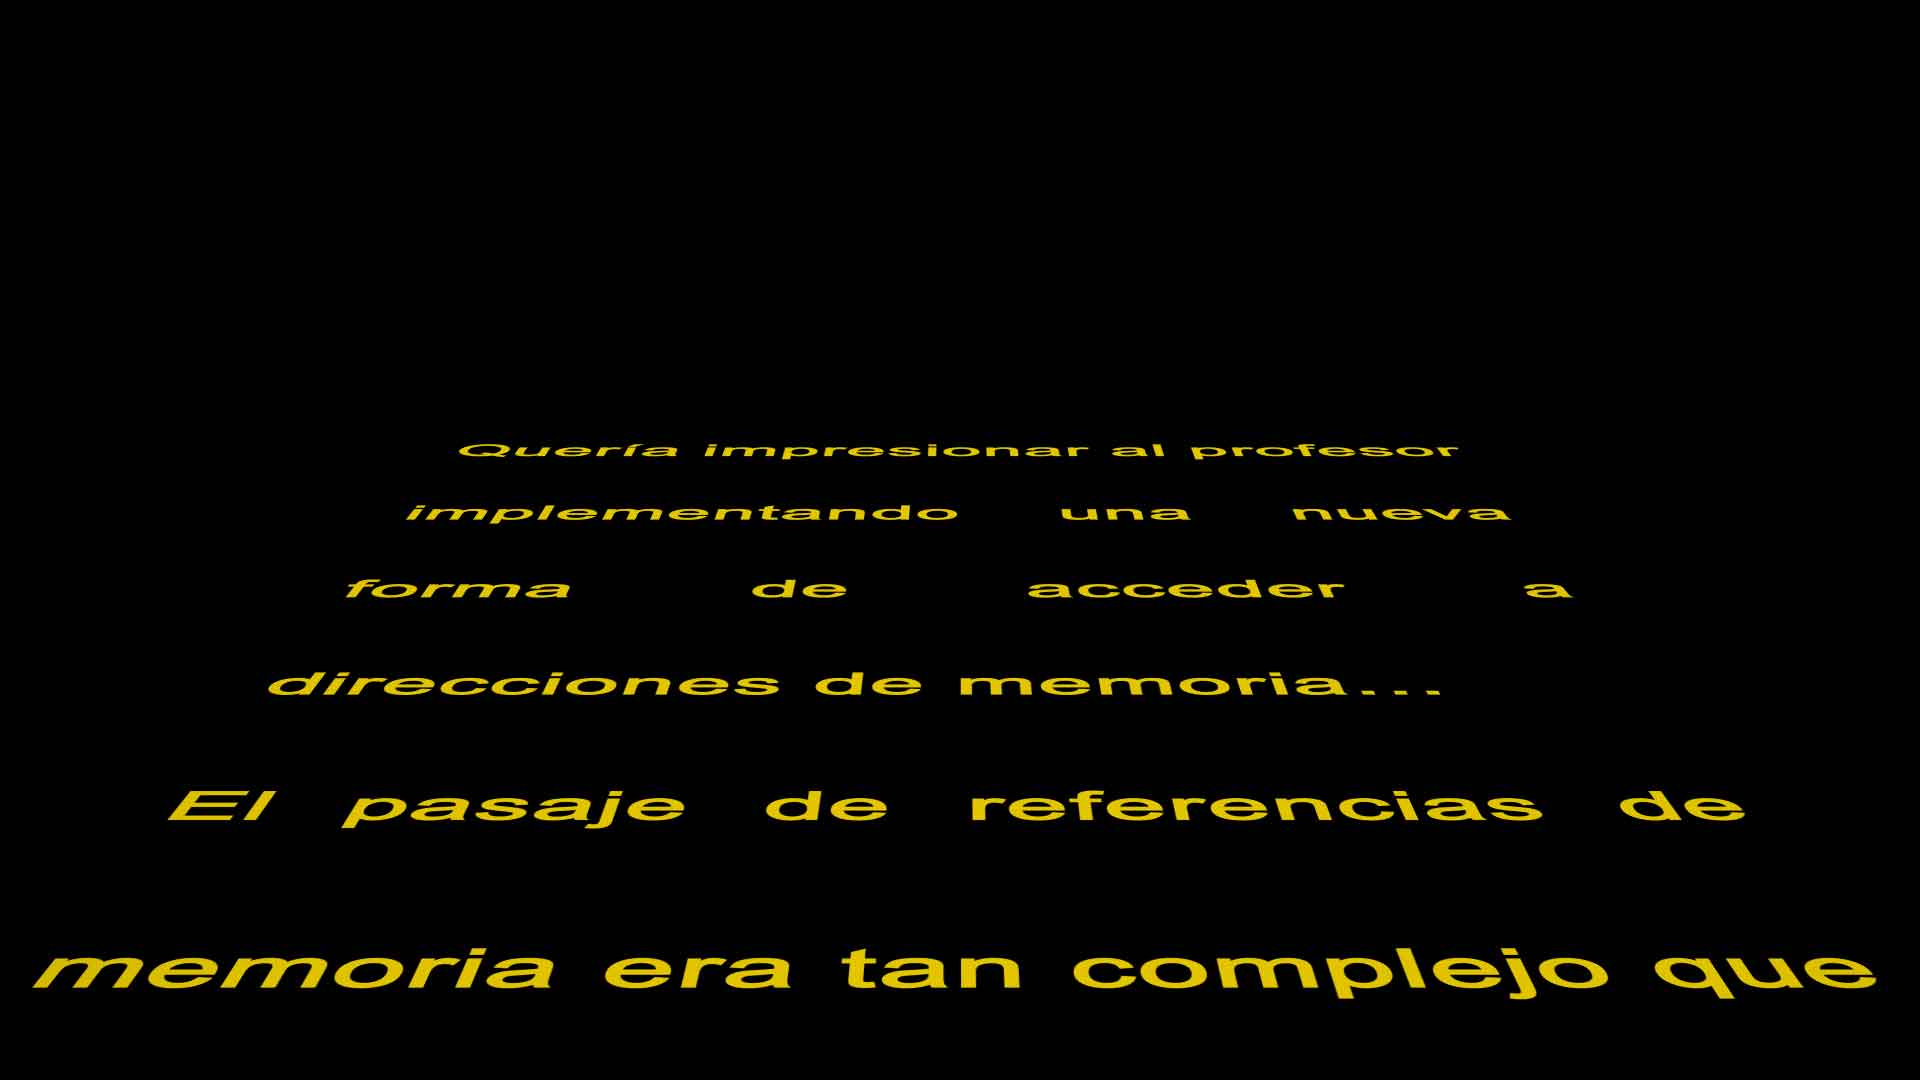 Quería impresionar al profesor
implementando una nueva
forma de acceder a
direcciones de memoria...
El pasaje de referencias de
memoria era tan complejo que